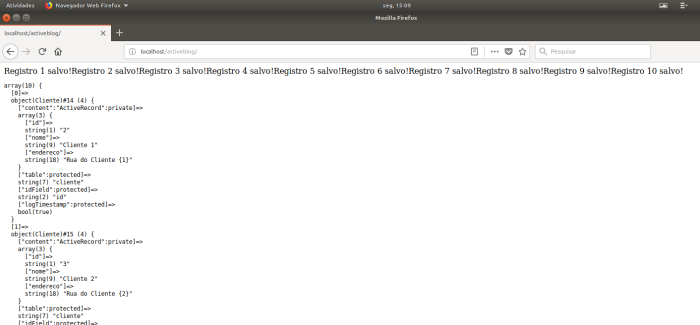 Atividades Navegador Web Firefox seg, 15:09
Mozilla Firefox
localhost/activeblog/
localhost/activeblog/ Pesquisar
Registro 1 salvo!Registro 2 salvo!Registro 3 salvo!Registro 4 salvo!Registro 5 salvo!Registro 6 salvo!Registro 7 salvo!Registro 8 salvo!Registro 9 salvo!Registro 10 salvo!
array(10) {
[0]=>
object(Cliente)#14 (4) {
["content":"ActiveRecord":private]=>
array(3) {
["id"]=>
string(1) "2"
["nome"]=>
string(9) "Cliente 1"
["endereco"]=>
string(18) "Rua do Cliente {1}"
}
["table":protected]=>
string(7) "cliente"
["idField":protected]=>
string(2) "id"
["logTimestamp":protected]=>
bool(true)
}
[1]=>
object(Cliente)#15 (4) {
["content":"ActiveRecord":private]=>
array(3) {
["id"]=>
string(1) "3"
["nome"]=>
string(9) "Cliente 2"
["endereco"]=>
string(18) "Rua do Cliente {2}"
}
["table":protected]=>
string(7) "cliente"
["idField":protected]=>